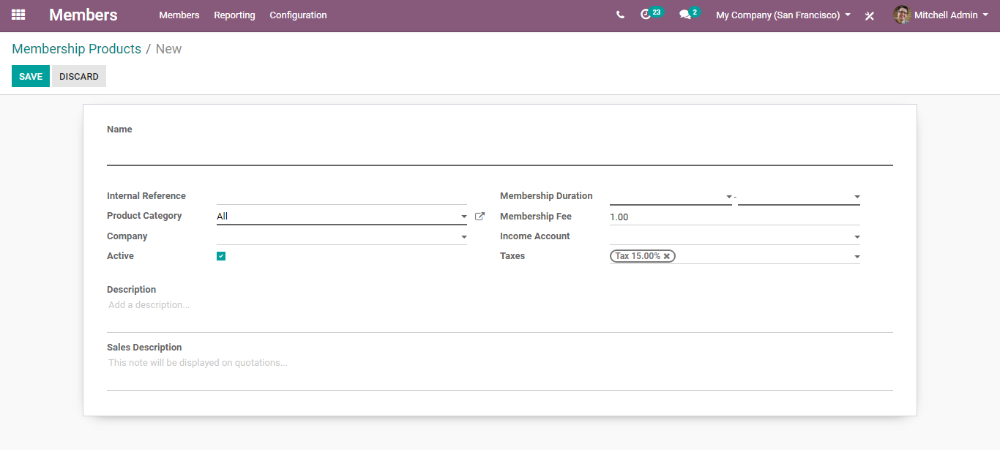 Members Members Reporting Configuration 23 2 My Company (San Francisco) Mitchell Admin
Membership Products / New
SAVE DISCARD
Name
Internal Reference
Membership Duration -
Product Category All
Membership Fee 1.00
Company
Income Account
Active
Taxes Tax 15.00% ✖
Description
Add a description...
Sales Description
This note will be displayed on quotations...